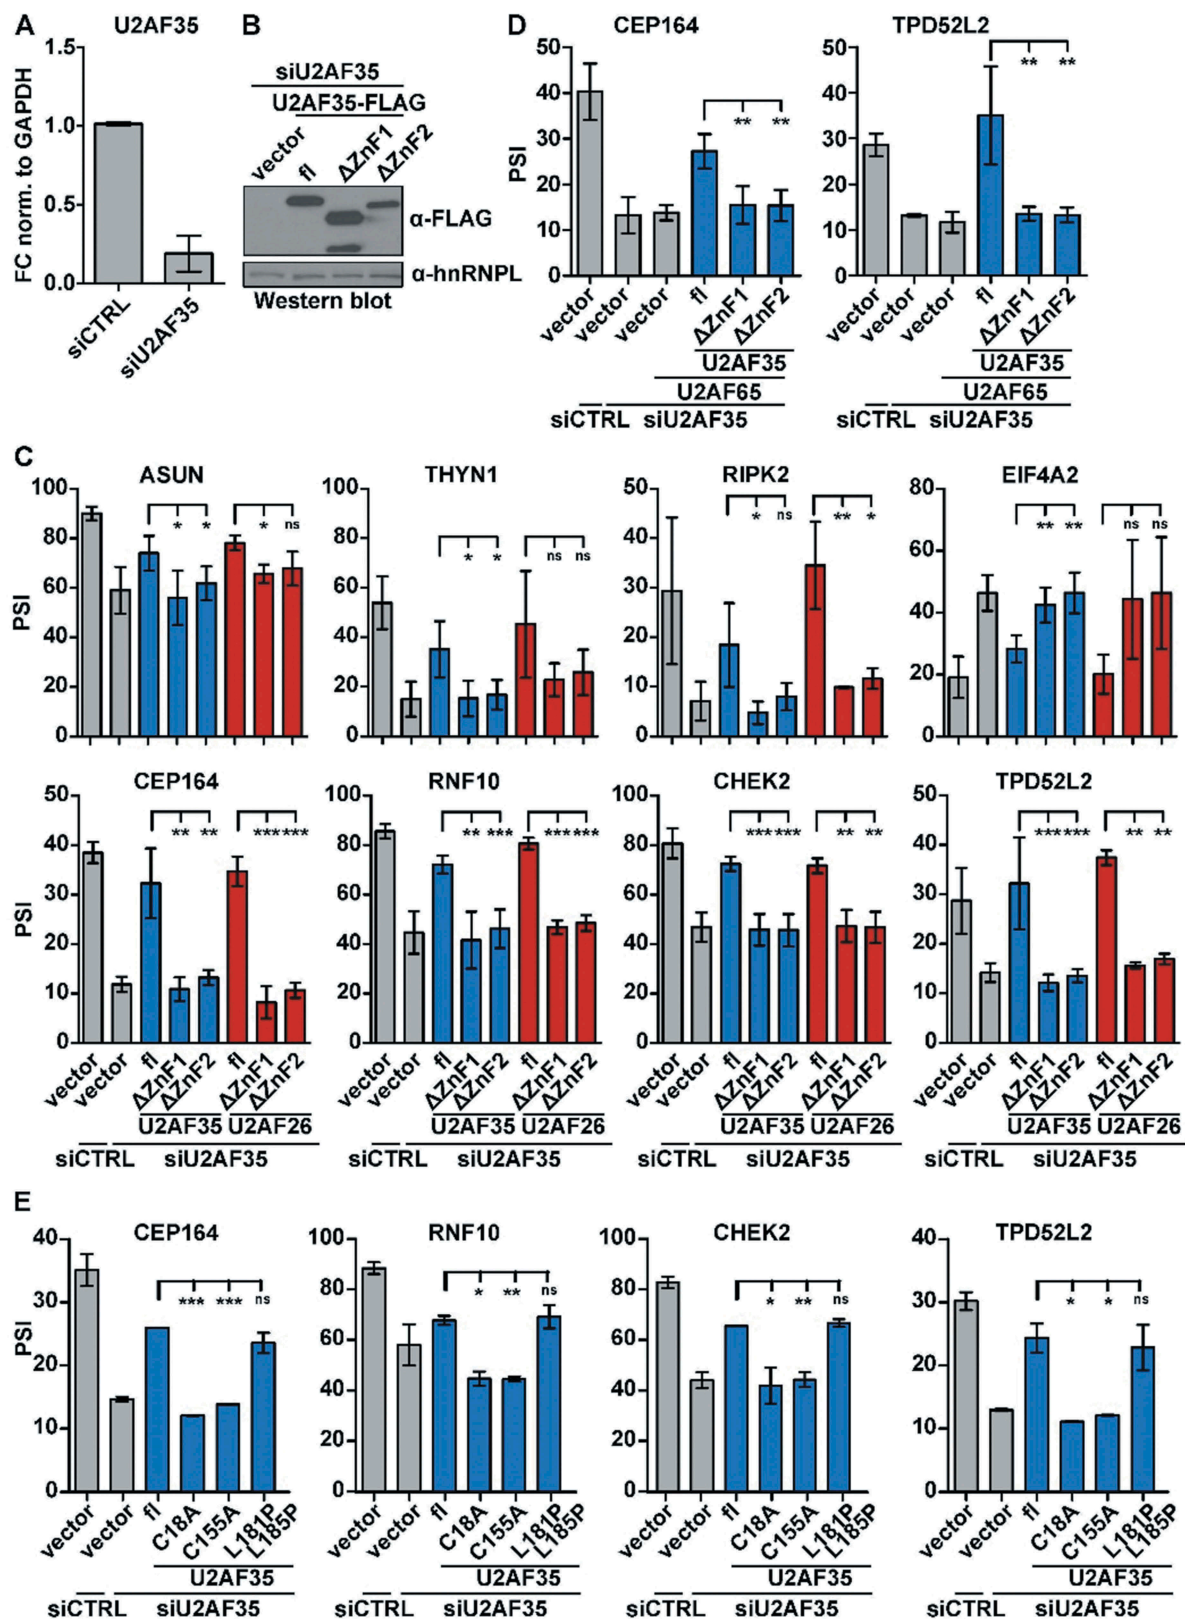 A
U2AF35
FC norm. to GAPDH
1.5
1.0
0.5
0.0
siCTRL
siU2AF35
B
siU2AF35
U2AF35-FLAG
vector
fl
ΔZnF1
ΔZnF2
α-FLAG
α-hnRNPL
Western blot
D
CEP164
PSI
50
40
30
20
10
0
** **
vector
vector
vector
fl
ΔZnF1
ΔZnF2
U2AF35
U2AF65
siCTRL siU2AF35
TPD52L2
50
40
30
20
10
0
** **
vector
vector
vector
fl
ΔZnF1
ΔZnF2
U2AF35
U2AF65
siCTRL siU2AF35
C
ASUN
PSI
100
80
60
40
20
0
* * * ns
THYN1
100
80
60
40
20
0
* * ns ns
RIPK2
50
40
30
20
10
0
* ns ** *
EIF4A2
80
60
40
20
0
** ** ns ns
CEP164
PSI
50
40
30
20
10
0
** ** *** ***
vector
vector
fl
ΔZnF1
ΔZnF2
fl
ΔZnF1
ΔZnF2
U2AF35 U2AF26
siCTRL siU2AF35
RNF10
100
80
60
40
20
0
** *** *** ***
vector
vector
fl
ΔZnF1
ΔZnF2
fl
ΔZnF1
ΔZnF2
U2AF35 U2AF26
siCTRL siU2AF35
CHEK2
100
80
60
40
20
0
*** *** ** **
vector
vector
fl
ΔZnF1
ΔZnF2
fl
ΔZnF1
ΔZnF2
U2AF35 U2AF26
siCTRL siU2AF35
TPD52L2
50
40
30
20
10
0
*** *** ** **
vector
vector
fl
ΔZnF1
ΔZnF2
fl
ΔZnF1
ΔZnF2
U2AF35 U2AF26
siCTRL siU2AF35
E
CEP164
PSI
40
30
20
10
0
*** *** ns
vector
vector
fl
C18A
C155A
L181P
L185P
U2AF35
siCTRL siU2AF35
RNF10
100
80
60
40
20
0
* ** ns
vector
vector
fl
C18A
C155A
L181P
L185P
U2AF35
siCTRL siU2AF35
CHEK2
100
80
60
40
20
0
* ** ns
vector
vector
fl
C18A
C155A
L181P
L185P
U2AF35
siCTRL siU2AF35
TPD52L2
40
30
20
10
0
* * ns
vector
vector
fl
C18A
C155A
L181P
L185P
U2AF35
siCTRL siU2AF35